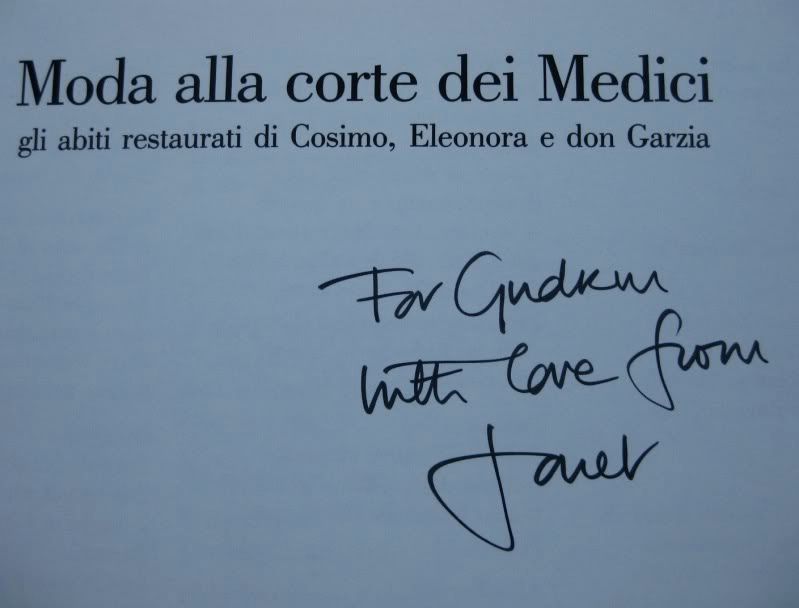 Moda alla corte dei Medici
gli abiti restaurati di Cosimo, Eleonora e don Garzia
For Gudrun
with love from
Janet